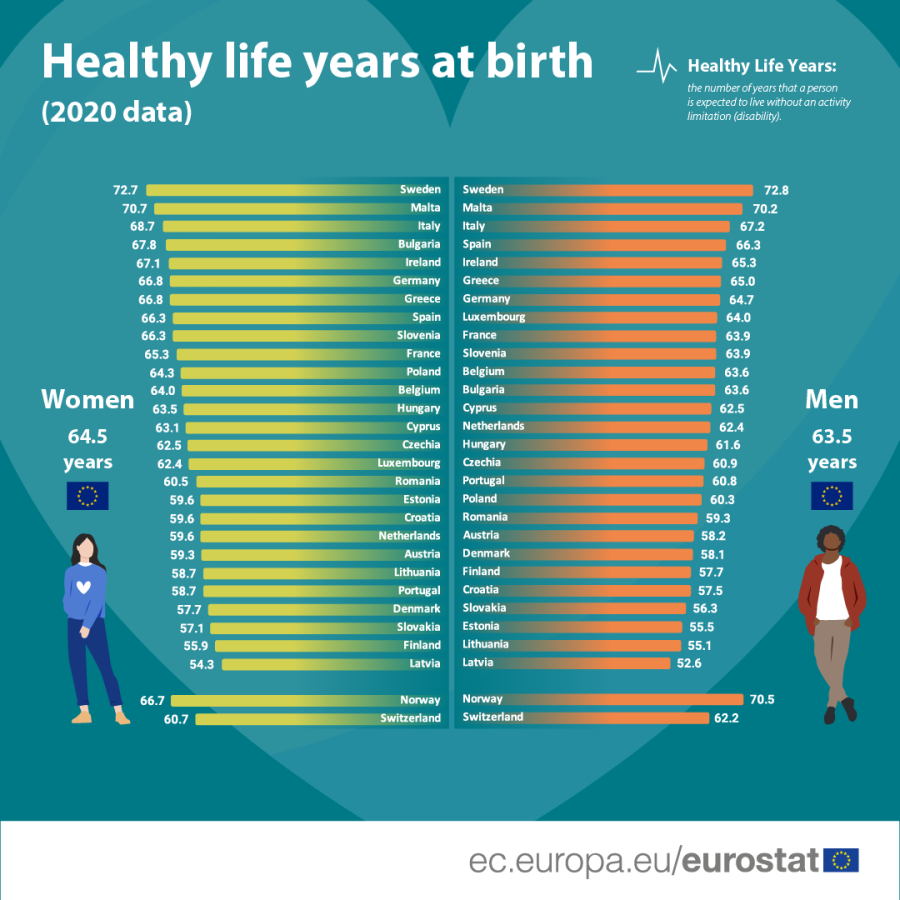 Healthy life years at birth
(2020 data)
Healthy Life Years:
the number of years that a person
is expected to live without an activity
limitation (disability).
Women
64.5
years
72.7 Sweden
70.7 Malta
68.7 Italy
67.8 Bulgaria
67.1 Ireland
66.8 Germany
66.8 Greece
66.3 Spain
66.3 Slovenia
65.3 France
64.3 Poland
64.0 Belgium
63.5 Hungary
63.1 Cyprus
62.5 Czechia
62.4 Luxembourg
60.5 Romania
59.6 Estonia
59.6 Croatia
59.6 Netherlands
59.3 Austria
58.7 Lithuania
58.7 Portugal
57.7 Denmark
57.1 Slovakia
55.9 Finland
54.3 Latvia
66.7 Norway
60.7 Switzerland
Sweden 72.8
Malta 70.2
Italy 67.2
Spain 66.3
Ireland 65.3
Greece 65.0
Germany 64.7
Luxembourg 64.0
France 63.9
Slovenia 63.9
Belgium 63.6
Bulgaria 63.6
Cyprus 62.5
Netherlands 62.4
Hungary 61.6
Czechia 60.9
Portugal 60.8
Poland 60.3
Romania 59.3
Austria 58.2
Denmark 58.1
Finland 57.7
Croatia 57.5
Slovakia 56.3
Estonia 55.5
Lithuania 55.1
Latvia 52.6
Norway 70.5
Switzerland 62.2
Men
63.5
years
ec.europa.eu/eurostat